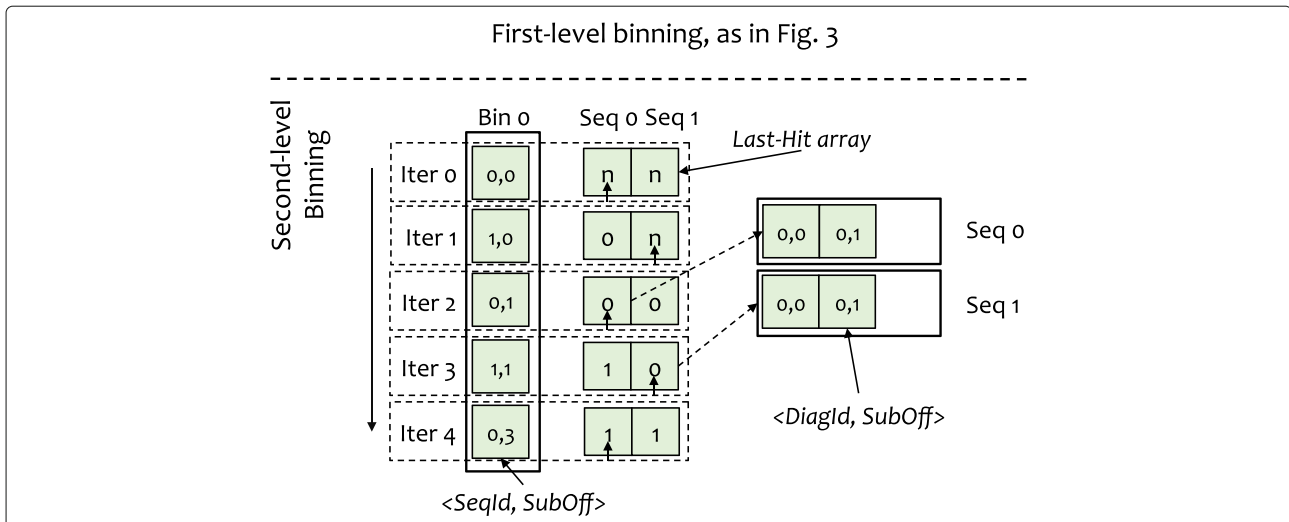 First-level binning, as in Fig. 3
Second-level
Binning
Bin 0
Seq 0 Seq 1
Last-Hit array
Iter 0
0,0
n
n
Iter 1
1,0
0
n
Iter 2
0,1
0
0
Iter 3
1,1
1
0
Iter 4
0,3
1
1
0,0
0,1
Seq 0
0,0
0,1
Seq 1
<DiagId, SubOff>
<SeqId, SubOff>